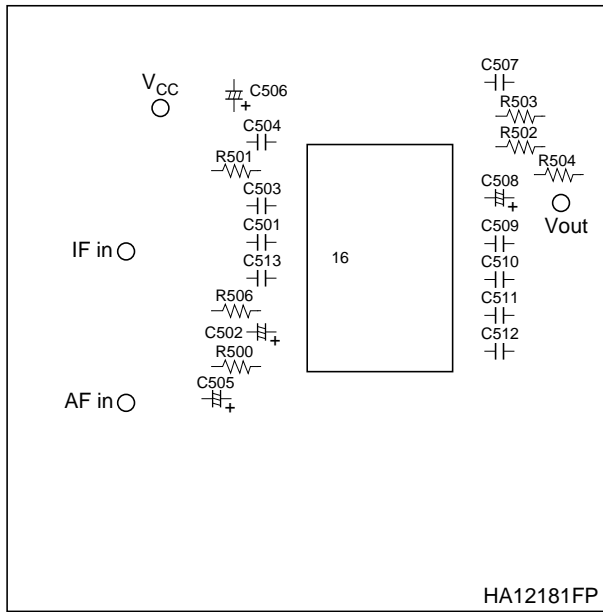 C507
V_CC
C506
R503
C504
R502
R501
R504
C503
C508
Vout
C501
C509
IF in
16
C513
C510
R506
C511
C502
C512
R500
C505
AF in
+
+
+
+
HA12181FP